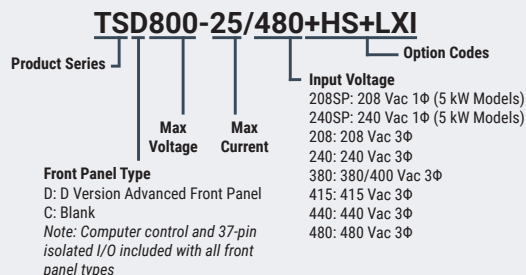 TSD800-25/480+HS+LXI
Product Series
Option Codes
Max
Voltage
Max
Current
Input Voltage
208SP: 208 Vac 1Φ (5 kW Models)
240SP: 240 Vac 1Φ (5 kW Models)
208: 208 Vac 3Φ
240: 240 Vac 3Φ
380: 380/400 Vac 3Φ
415: 415 Vac 3Φ
440: 440 Vac 3Φ
480: 480 Vac 3Φ
Front Panel Type
D: D Version Advanced Front Panel
C: Blank
Note: Computer control and 37-pin
isolated I/O included with all front
panel types